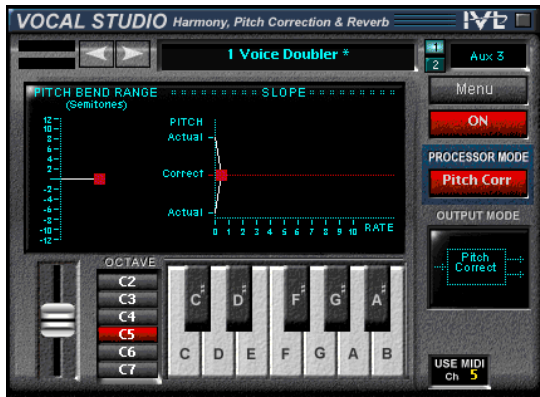 VOCAL STUDIO Harmony, Pitch Correction & Reverb IVL
1 Voice Doubler *
1
2
Aux 3
Menu
ON
PROCESSOR MODE
Pitch Corr
OUTPUT MODE
Pitch
Correct
PITCH BEND RANGE
(Semitones)
SLOPE
12
10
8
6
4
2
-2
-4
-6
-8
-10
-12
PITCH
Actual
Correct
Actual
0 1 2 3 4 5 6 7 8 9 10 RATE
OCTAVE
C2
C3
C4
C5
C6
C7
C# D# F# G# A#
C D E F G A B
USE MIDI
Ch 5